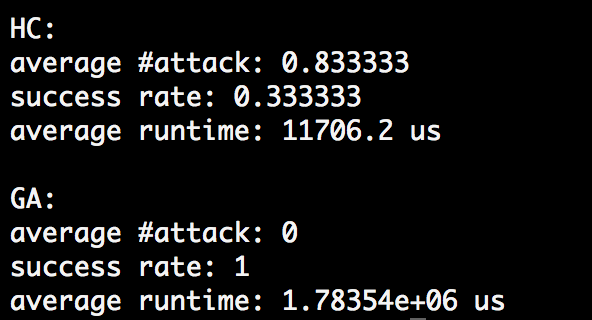 HC:
average #attack: 0.833333
success rate: 0.333333
average runtime: 11706.2 us
GA:
average #attack: 0
success rate: 1
average runtime: 1.78354e+06 us